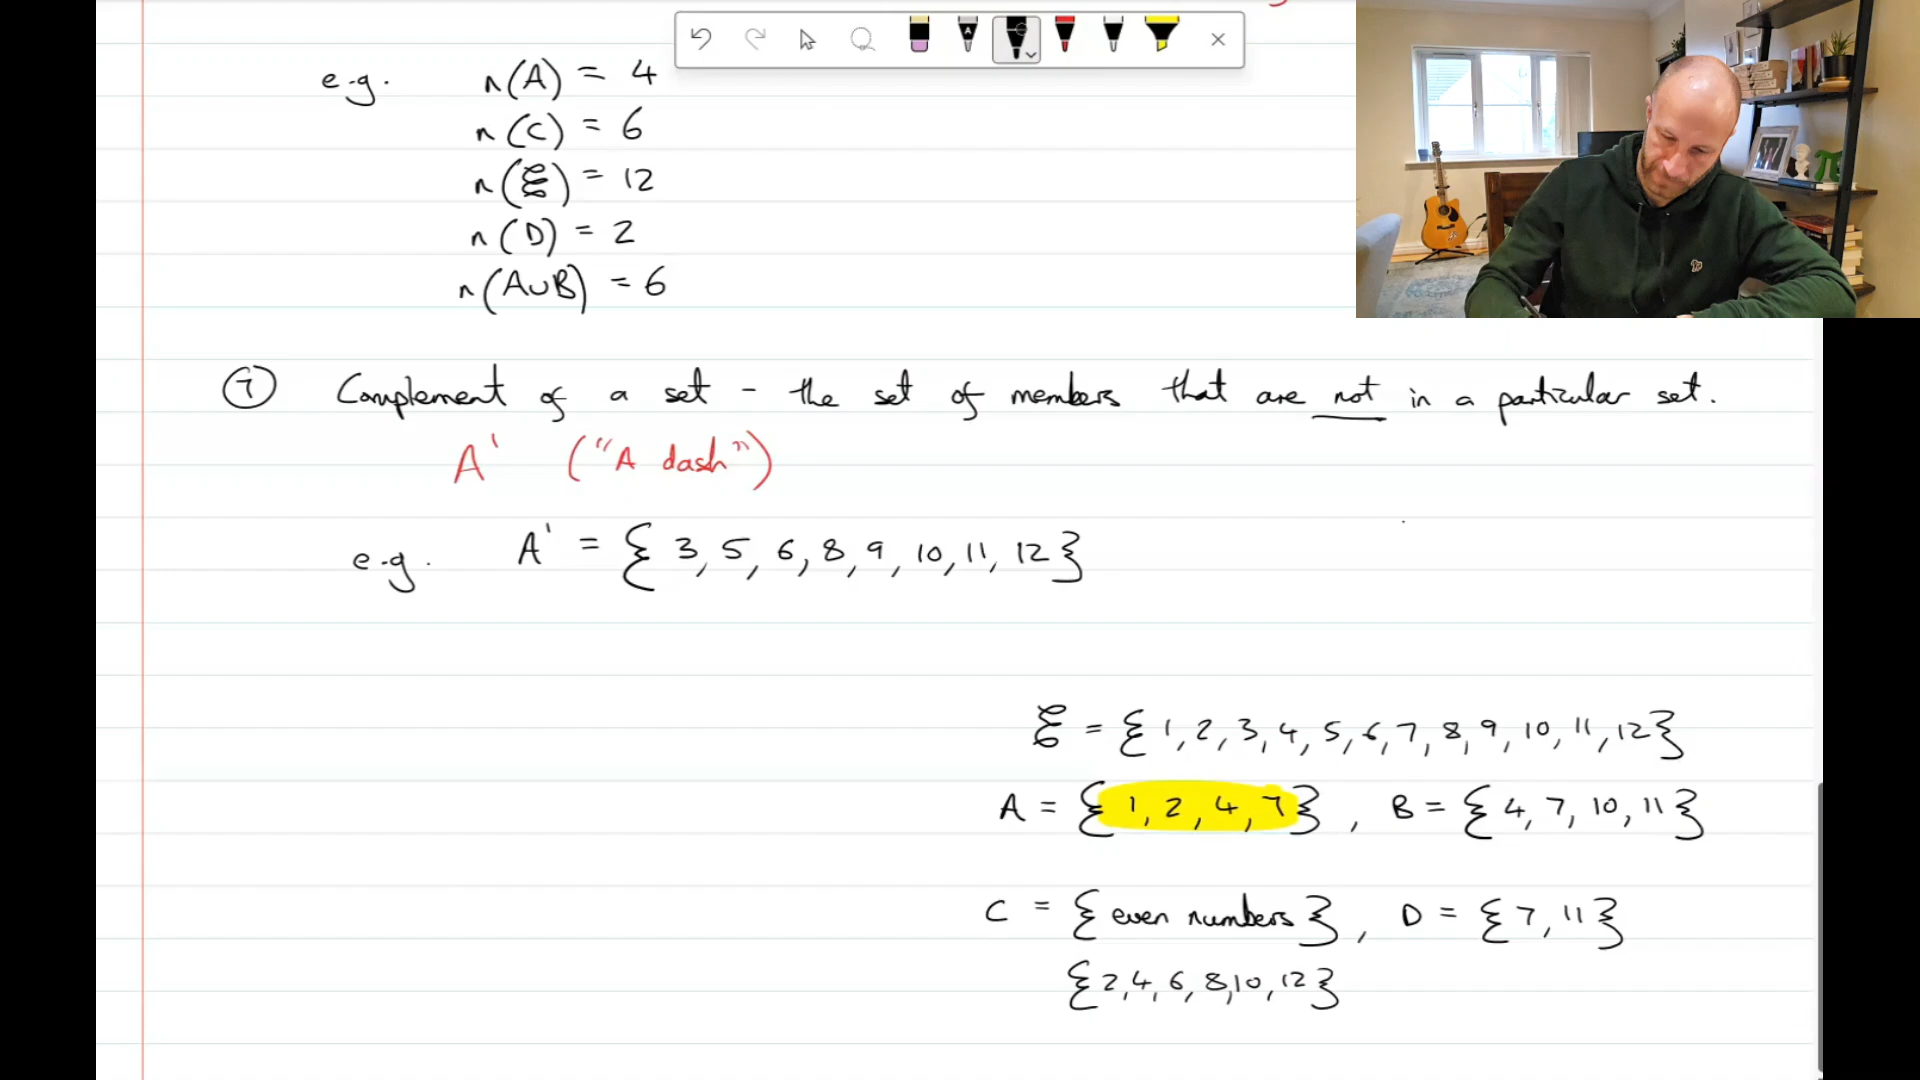 e.g. n(A) = 4
n(C) = 6
n(ξ) = 12
n(D) = 2
n(A∪B) = 6
⑦ Complement of a set - the set of members that are not in a particular set.
A' ("A dash")
e.g. A' = {3, 5, 6, 8, 9, 10, 11, 12}
ξ = {1, 2, 3, 4, 5, 6, 7, 8, 9, 10, 11, 12}
A = {1, 2, 4, 7}, B = {4, 7, 10, 11}
C = {even numbers}, D = {7, 11}
{2, 4, 6, 8, 10, 12}